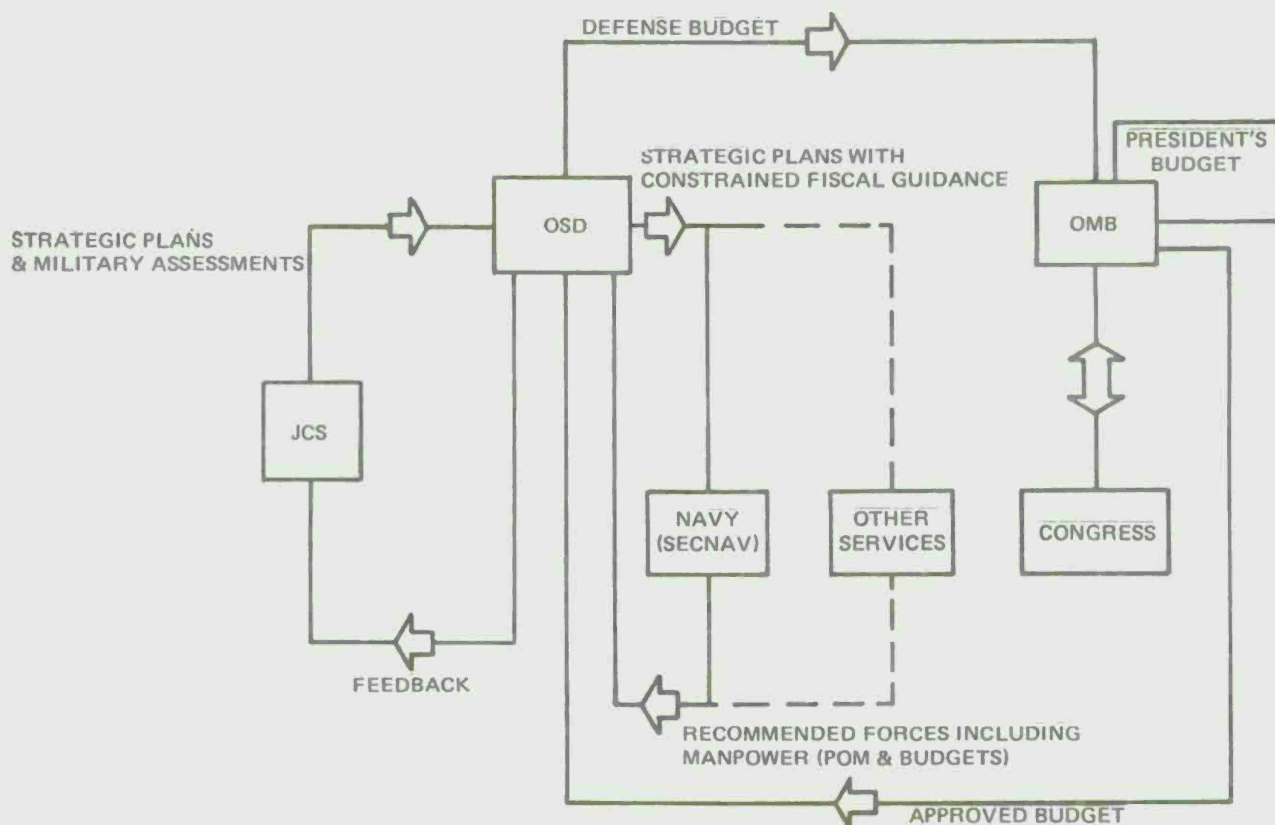 DEFENSE BUDGET
PRESIDENT'S
BUDGET
STRATEGIC PLANS WITH
CONSTRAINED FISCAL GUIDANCE
OSD
OMB
STRATEGIC PLANS
& MILITARY ASSESSMENTS
JCS
NAVY
(SECNAV)
OTHER
SERVICES
CONGRESS
FEEDBACK
RECOMMENDED FORCES INCLUDING
MANPOWER (POM & BUDGETS)
APPROVED BUDGET